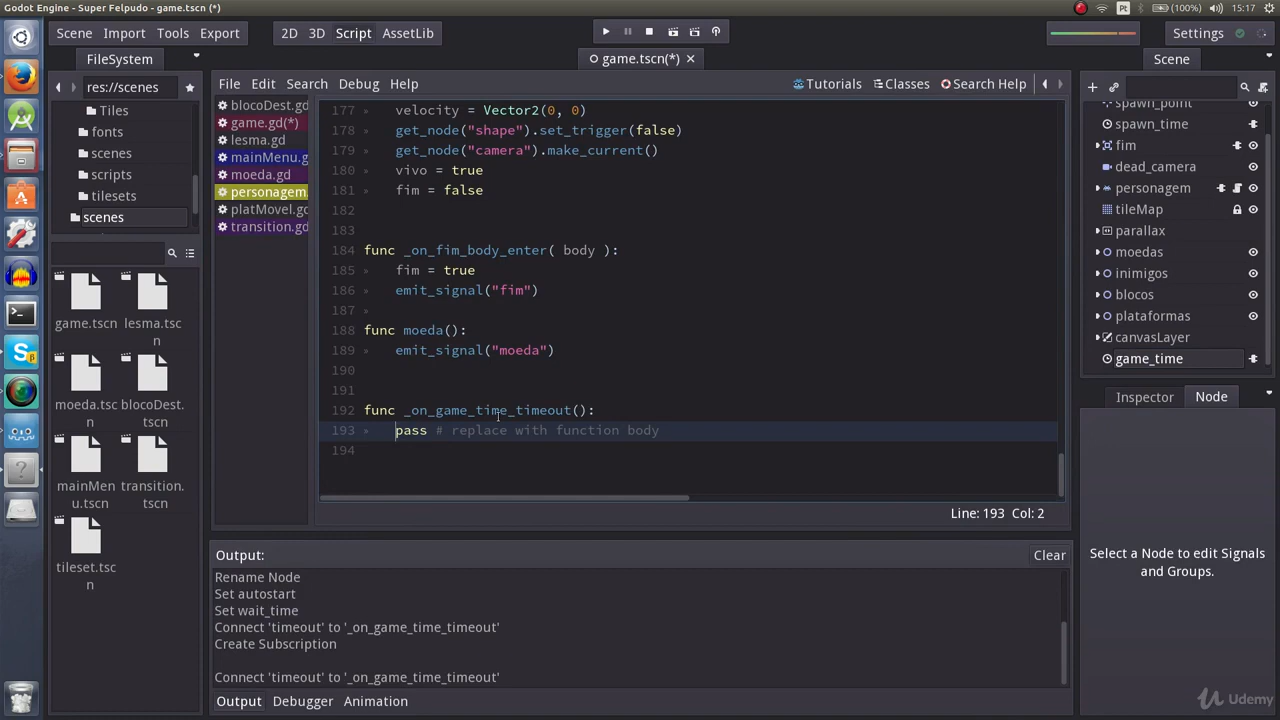 Godot Engine - Super Felpudo - game.tscn (*)
Pt
(100%)
15:17
Scene Import Tools Export
2D 3D Script AssetLib
Settings
FileSystem
game.tscn(*)
Scene
res://scenes
File Edit Search Debug Help
Tutorials Classes Search Help
Tiles
fonts
scenes
scripts
tilesets
scenes
game.tscn
lesma.tsc
n
moeda.tsc
n
blocoDest.
tscn
mainMen
u.tscn
transition.
tscn
tileset.tsc
n
blocoDest.gd
game.gd(*)
lesma.gd
mainMenu.g
moeda.gd
personagem.
platMovel.gd
transition.gd
177 velocity = Vector2(0, 0)
178 get_node("shape").set_trigger(false)
179 get_node("camera").make_current()
180 vivo = true
181 fim = false
182
183
184 func _on_fim_body_enter( body ):
185 fim = true
186 emit_signal("fim")
187
188 func moeda():
189 emit_signal("moeda")
190
191
192 func _on_game_time_timeout():
193 pass # replace with function body
194
Line: 193 Col: 2
Output:
Clear
Rename Node
Set autostart
Set wait_time
Connect 'timeout' to '_on_game_time_timeout'
Create Subscription
Connect 'timeout' to '_on_game_time_timeout'
Output Debugger Animation
spawn_point
spawn_time
fim
dead_camera
personagem
tileMap
parallax
moedas
inimigos
blocos
plataformas
canvasLayer
game_time
Inspector Node
Select a Node to edit Signals
and Groups.
Udemy